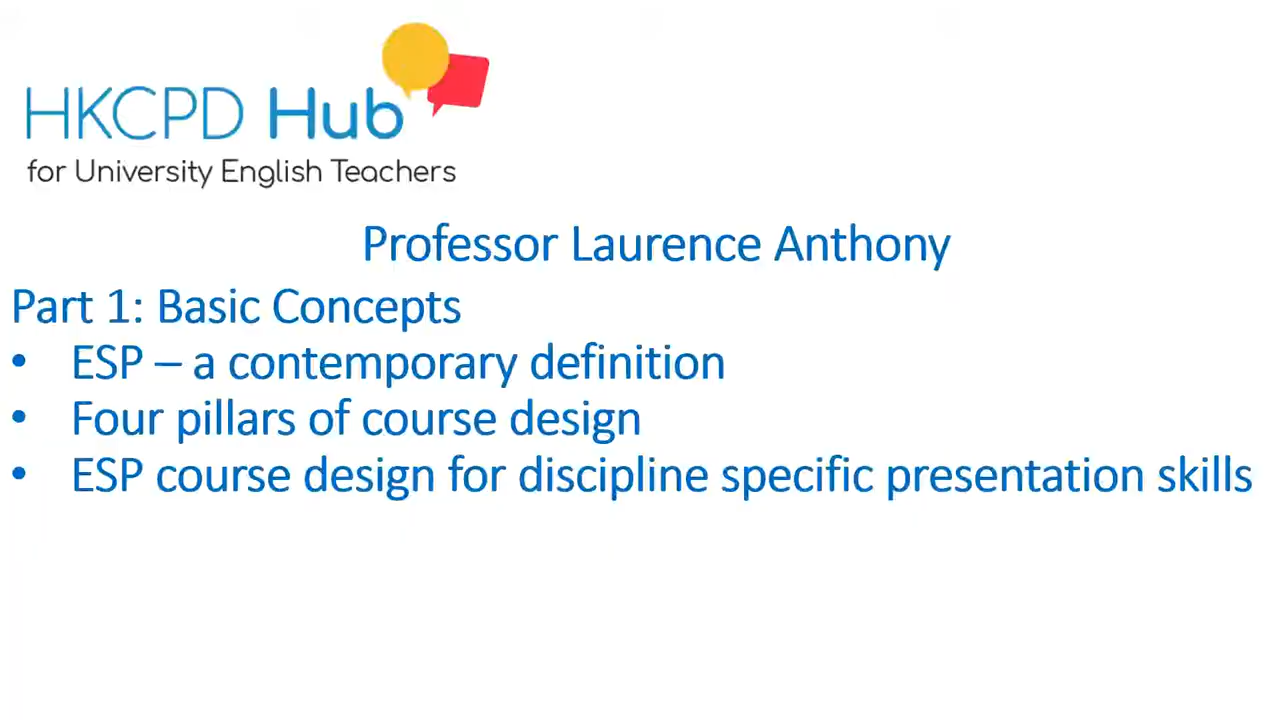 HKCPD Hub
for University English Teachers
Professor Laurence Anthony
Part 1: Basic Concepts
• ESP – a contemporary definition
• Four pillars of course design
• ESP course design for discipline specific presentation skills